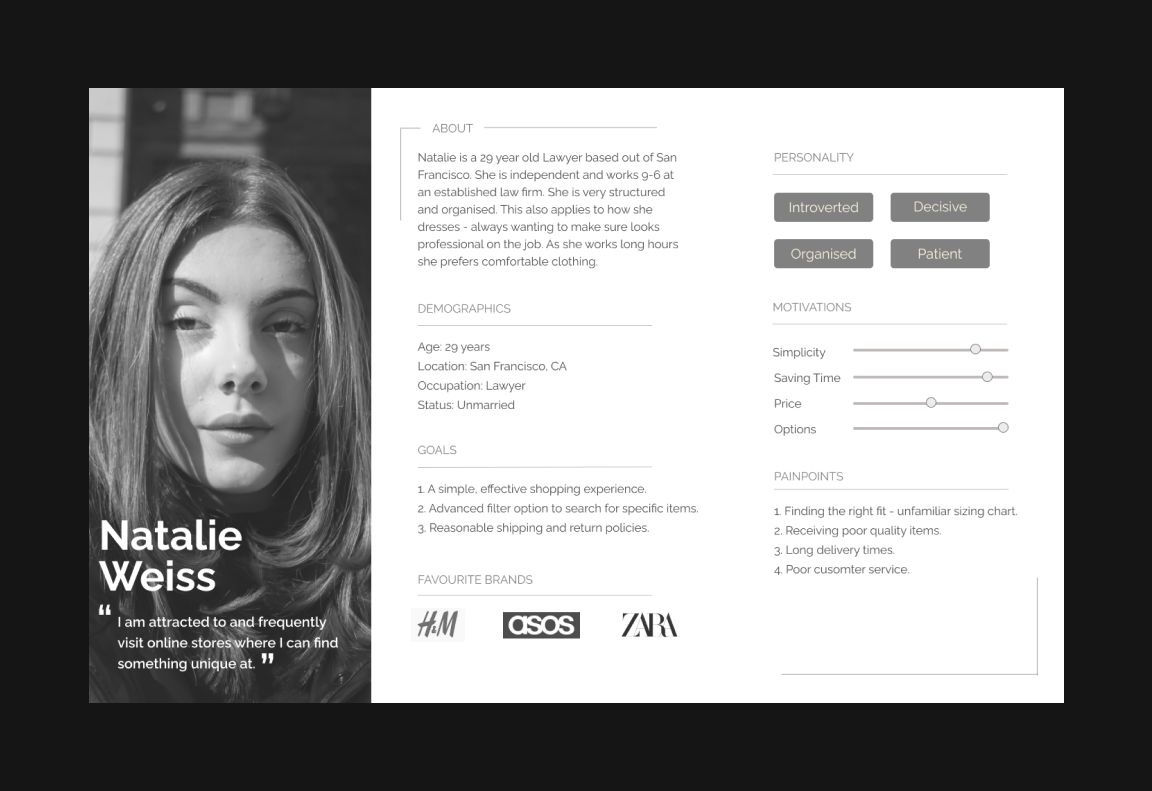 Natalie
Weiss
“ I am attracted to and frequently
visit online stores where I can find
something unique at. ”
ABOUT
Natalie is a 29 year old Lawyer based out of San
Francisco. She is independent and works 9-6 at
an established law firm. She is very structured
and organised. This also applies to how she
dresses - always wanting to make sure looks
professional on the job. As she works long hours
she prefers comfortable clothing.
DEMOGRAPHICS
Age: 29 years
Location: San Francisco, CA
Occupation: Lawyer
Status: Unmarried
GOALS
1. A simple, effective shopping experience.
2. Advanced filter option to search for specific items.
3. Reasonable shipping and return policies.
FAVOURITE BRANDS
H&M asos ZARA
PERSONALITY
Introverted Decisive
Organised Patient
MOTIVATIONS
Simplicity
Saving Time
Price
Options
PAINPOINTS
1. Finding the right fit - unfamiliar sizing chart.
2. Receiving poor quality items.
3. Long delivery times.
4. Poor cusomter service.